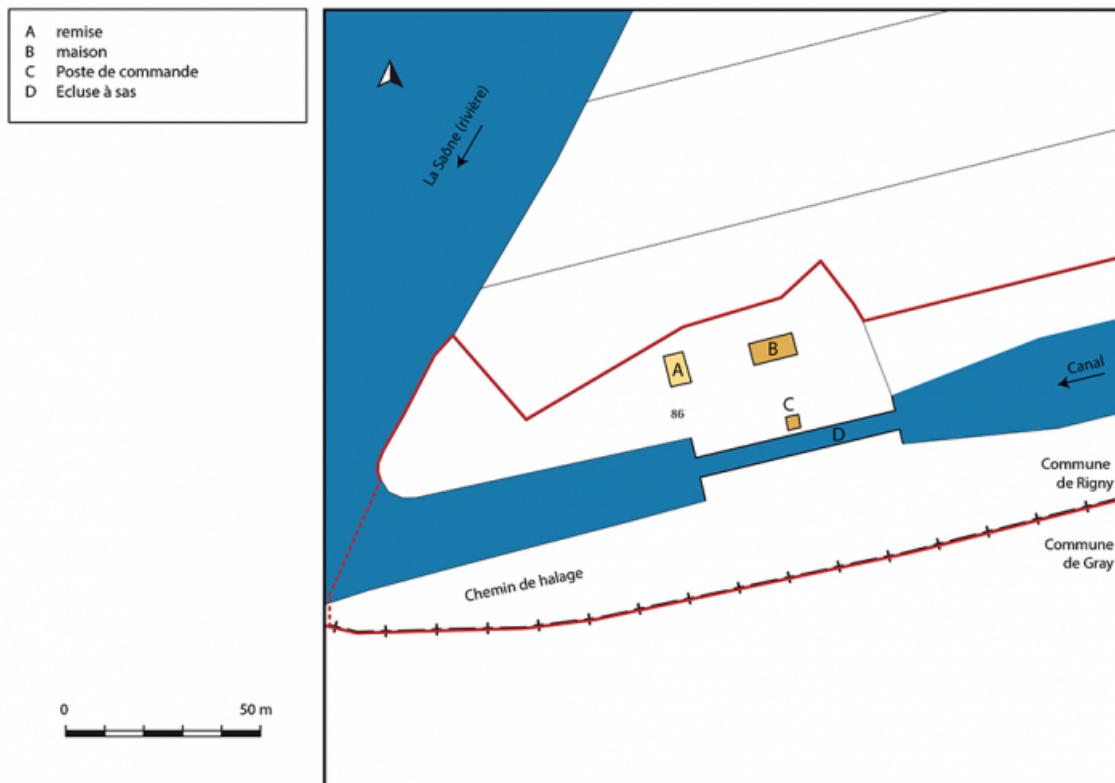 A remise
B maison
C Poste de commande
D Ecluse à sas
La Saône (rivière)
B
A
Canal
86
C
D
Commune
de Rigny
Commune
de Gray
Chemin de halage
0 50 m